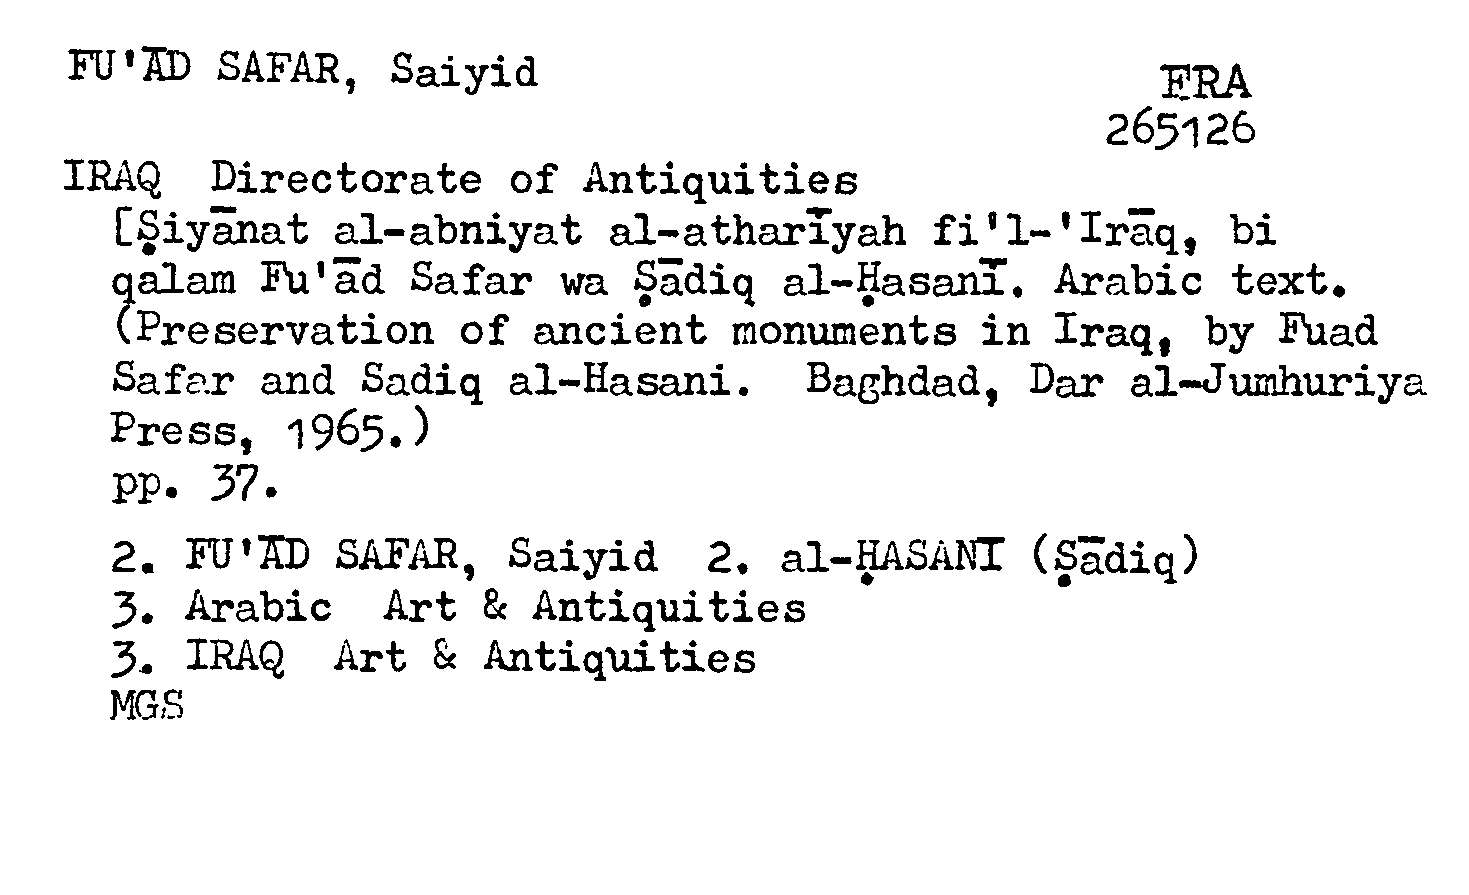 FU'ĀD SAFAR, Saiyid
ERA
265126
IRAQ Directorate of Antiquities
[Ṣiyānat al-abniyat al-atharīyah fi'l-'Irāq, bi
qalam Fu'ād Safar wa Ṣādiq al-Ḥasanī. Arabic text.
(Preservation of ancient monuments in Iraq, by Fuad
Safar and Sadiq al-Hasani. Baghdad, Dar al-Jumhuriya
Press, 1965.)
pp. 37.
2. FU'ĀD SAFAR, Saiyid 2. al-ḤASANĪ (Ṣādiq)
3. Arabic Art & Antiquities
3. IRAQ Art & Antiquities
MGS